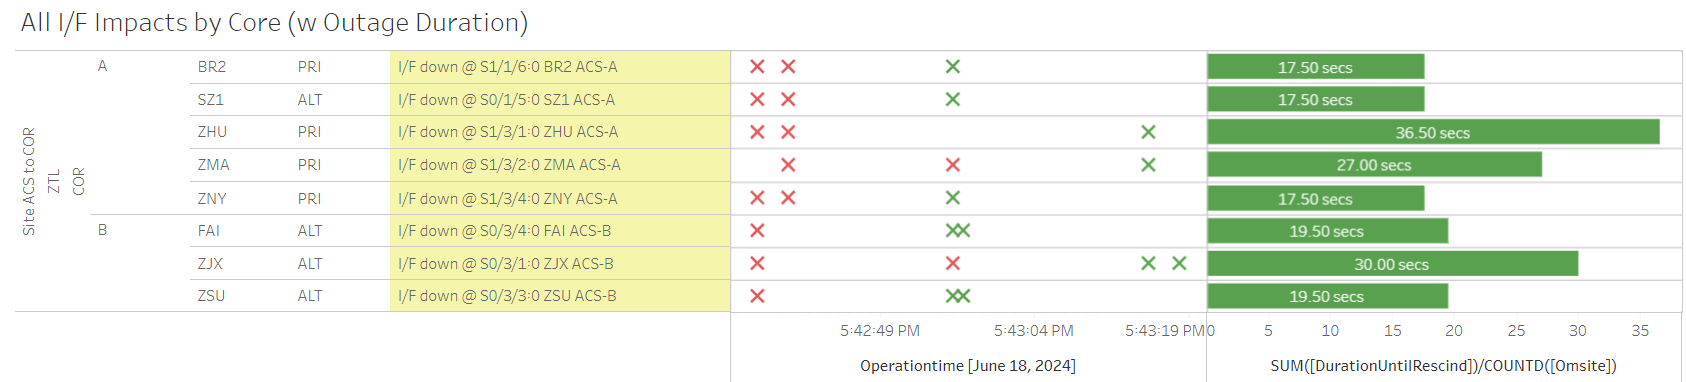 All I/F Impacts by Core (w Outage Duration)
Site ACS to COR
ZTL
COR
A
BR2 PRI I/F down @ S1/1/6:0 BR2 ACS-A 17.50 secs
SZ1 ALT I/F down @ S0/1/5:0 SZ1 ACS-A 17.50 secs
ZHU PRI I/F down @ S1/3/1:0 ZHU ACS-A 36.50 secs
ZMA PRI I/F down @ S1/3/2:0 ZMA ACS-A 27.00 secs
ZNY PRI I/F down @ S1/3/4:0 ZNY ACS-A 17.50 secs
B
FAI ALT I/F down @ S0/3/4:0 FAI ACS-B 19.50 secs
ZJX ALT I/F down @ S0/3/1:0 ZJX ACS-B 30.00 secs
ZSU ALT I/F down @ S0/3/3:0 ZSU ACS-B 19.50 secs
5:42:49 PM 5:43:04 PM 5:43:19 PM 0 5 10 15 20 25 30 35
Operationtime [June 18, 2024] SUM([DurationUntilRescind])/COUNTD([Omsite])